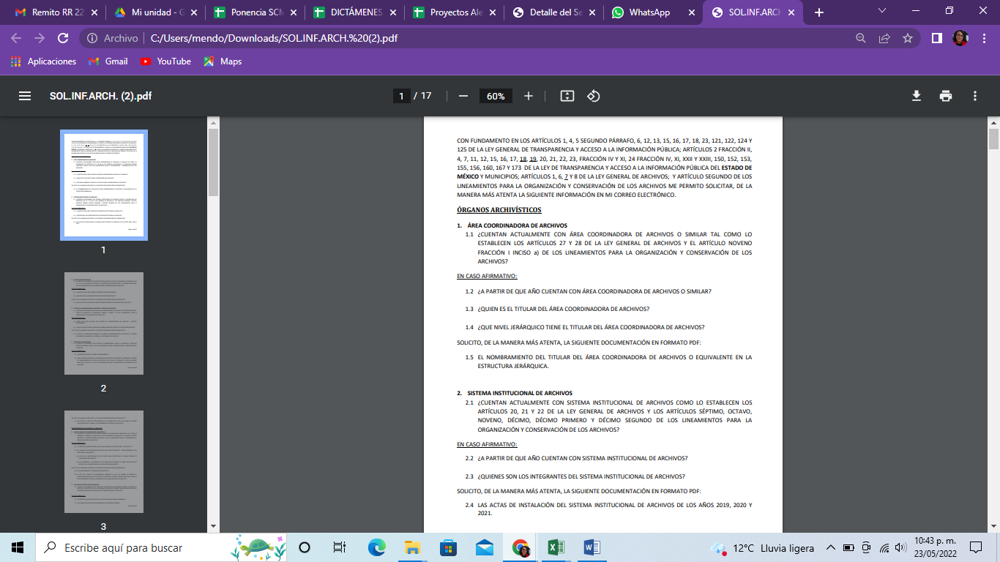 Remito RR 22
Mi unidad - G
Ponencia SCM
DICTÁMENES
Proyectos Ale
Detalle del Se
WhatsApp
SOL.INF.ARCH
Archivo
C:/Users/mendo/Downloads/SOL.INF.ARCH.%20(2).pdf
Aplicaciones
Gmail
YouTube
Maps
SOL.INF.ARCH. (2).pdf
1 / 17
60%
1
2
3
CON FUNDAMENTO EN LOS ARTÍCULOS 1, 4, 5 SEGUNDO PÁRRAFO, 6, 12, 13, 15, 16, 17, 18, 23, 121, 122, 124 Y
125 DE LA LEY GENERAL DE TRANSPARENCIA Y ACCESO A LA INFORMACIÓN PÚBLICA; ARTÍCULOS 2 FRACCIÓN II,
4, 7, 11, 12, 15, 16, 17, 18, 19, 20, 21, 22, 23, FRACCIÓN IV Y XI, 24 FRACCIÓN IV, XI, XXII Y XXIII, 150, 152, 153,
155, 156, 160, 167 Y 173 DE LA LEY DE TRANSPARENCIA Y ACCESO A LA INFORMACIÓN PÚBLICA DEL ESTADO DE
MÉXICO Y MUNICIPIOS; ARTÍCULOS 1, 6, 7 Y 8 DE LA LEY GENERAL DE ARCHIVOS; Y ARTÍCULO SEGUNDO DE LOS
LINEAMIENTOS PARA LA ORGANIZACIÓN Y CONSERVACIÓN DE LOS ARCHIVOS ME PERMITO SOLICITAR, DE LA
MANERA MÁS ATENTA LA SIGUIENTE INFORMACIÓN EN MI CORREO ELECTRÓNICO.
ÓRGANOS ARCHIVÍSTICOS
1. ÁREA COORDINADORA DE ARCHIVOS
1.1 ¿CUENTAN ACTUALMENTE CON ÁREA COORDINADORA DE ARCHIVOS O SIMILAR TAL COMO LO
ESTABLECEN LOS ARTÍCULOS 27 Y 28 DE LA LEY GENERAL DE ARCHIVOS Y EL ARTÍCULO NOVENO
FRACCIÓN I INCISO a) DE LOS LINEAMIENTOS PARA LA ORGANIZACIÓN Y CONSERVACIÓN DE LOS
ARCHIVOS?
EN CASO AFIRMATIVO:
1.2 ¿A PARTIR DE QUE AÑO CUENTAN CON ÁREA COORDINADORA DE ARCHIVOS O SIMILAR?
1.3 ¿QUIEN ES EL TITULAR DEL ÁREA COORDINADORA DE ARCHIVOS?
1.4 ¿QUE NIVEL JERÁRQUICO TIENE EL TITULAR DEL ÁREA COORDINADORA DE ARCHIVOS?
SOLICITO, DE LA MANERA MÁS ATENTA, LA SIGUIENTE DOCUMENTACIÓN EN FORMATO PDF:
1.5 EL NOMBRAMIENTO DEL TITULAR DEL ÁREA COORDINADORA DE ARCHIVOS O EQUIVALENTE EN LA
ESTRUCTURA JERÁRQUICA.
2. SISTEMA INSTITUCIONAL DE ARCHIVOS
2.1 ¿CUENTAN ACTUALMENTE CON SISTEMA INSTITUCIONAL DE ARCHIVOS COMO LO ESTABLECEN LOS
ARTÍCULOS 20, 21 Y 22 DE LA LEY GENERAL DE ARCHIVOS Y LOS ARTÍCULOS SÉPTIMO, OCTAVO,
NOVENO, DÉCIMO, DÉCIMO PRIMERO Y DÉCIMO SEGUNDO DE LOS LINEAMIENTOS PARA LA
ORGANIZACIÓN Y CONSERVACIÓN DE LOS ARCHIVOS?
EN CASO AFIRMATIVO:
2.2 ¿A PARTIR DE QUE AÑO CUENTAN CON SISTEMA INSTITUCIONAL DE ARCHIVOS?
2.3 ¿QUIENES SON LOS INTEGRANTES DEL SISTEMA INSTITUCIONAL DE ARCHIVOS?
SOLICITO, DE LA MANERA MÁS ATENTA, LA SIGUIENTE DOCUMENTACIÓN EN FORMATO PDF:
2.4 LAS ACTAS DE INSTALACIÓN DEL SISTEMA INSTITUCIONAL DE ARCHIVOS DE LOS AÑOS 2019, 2020 Y
2021.
Escribe aquí para buscar
12°C Lluvia ligera
10:43 p. m.
23/05/2022